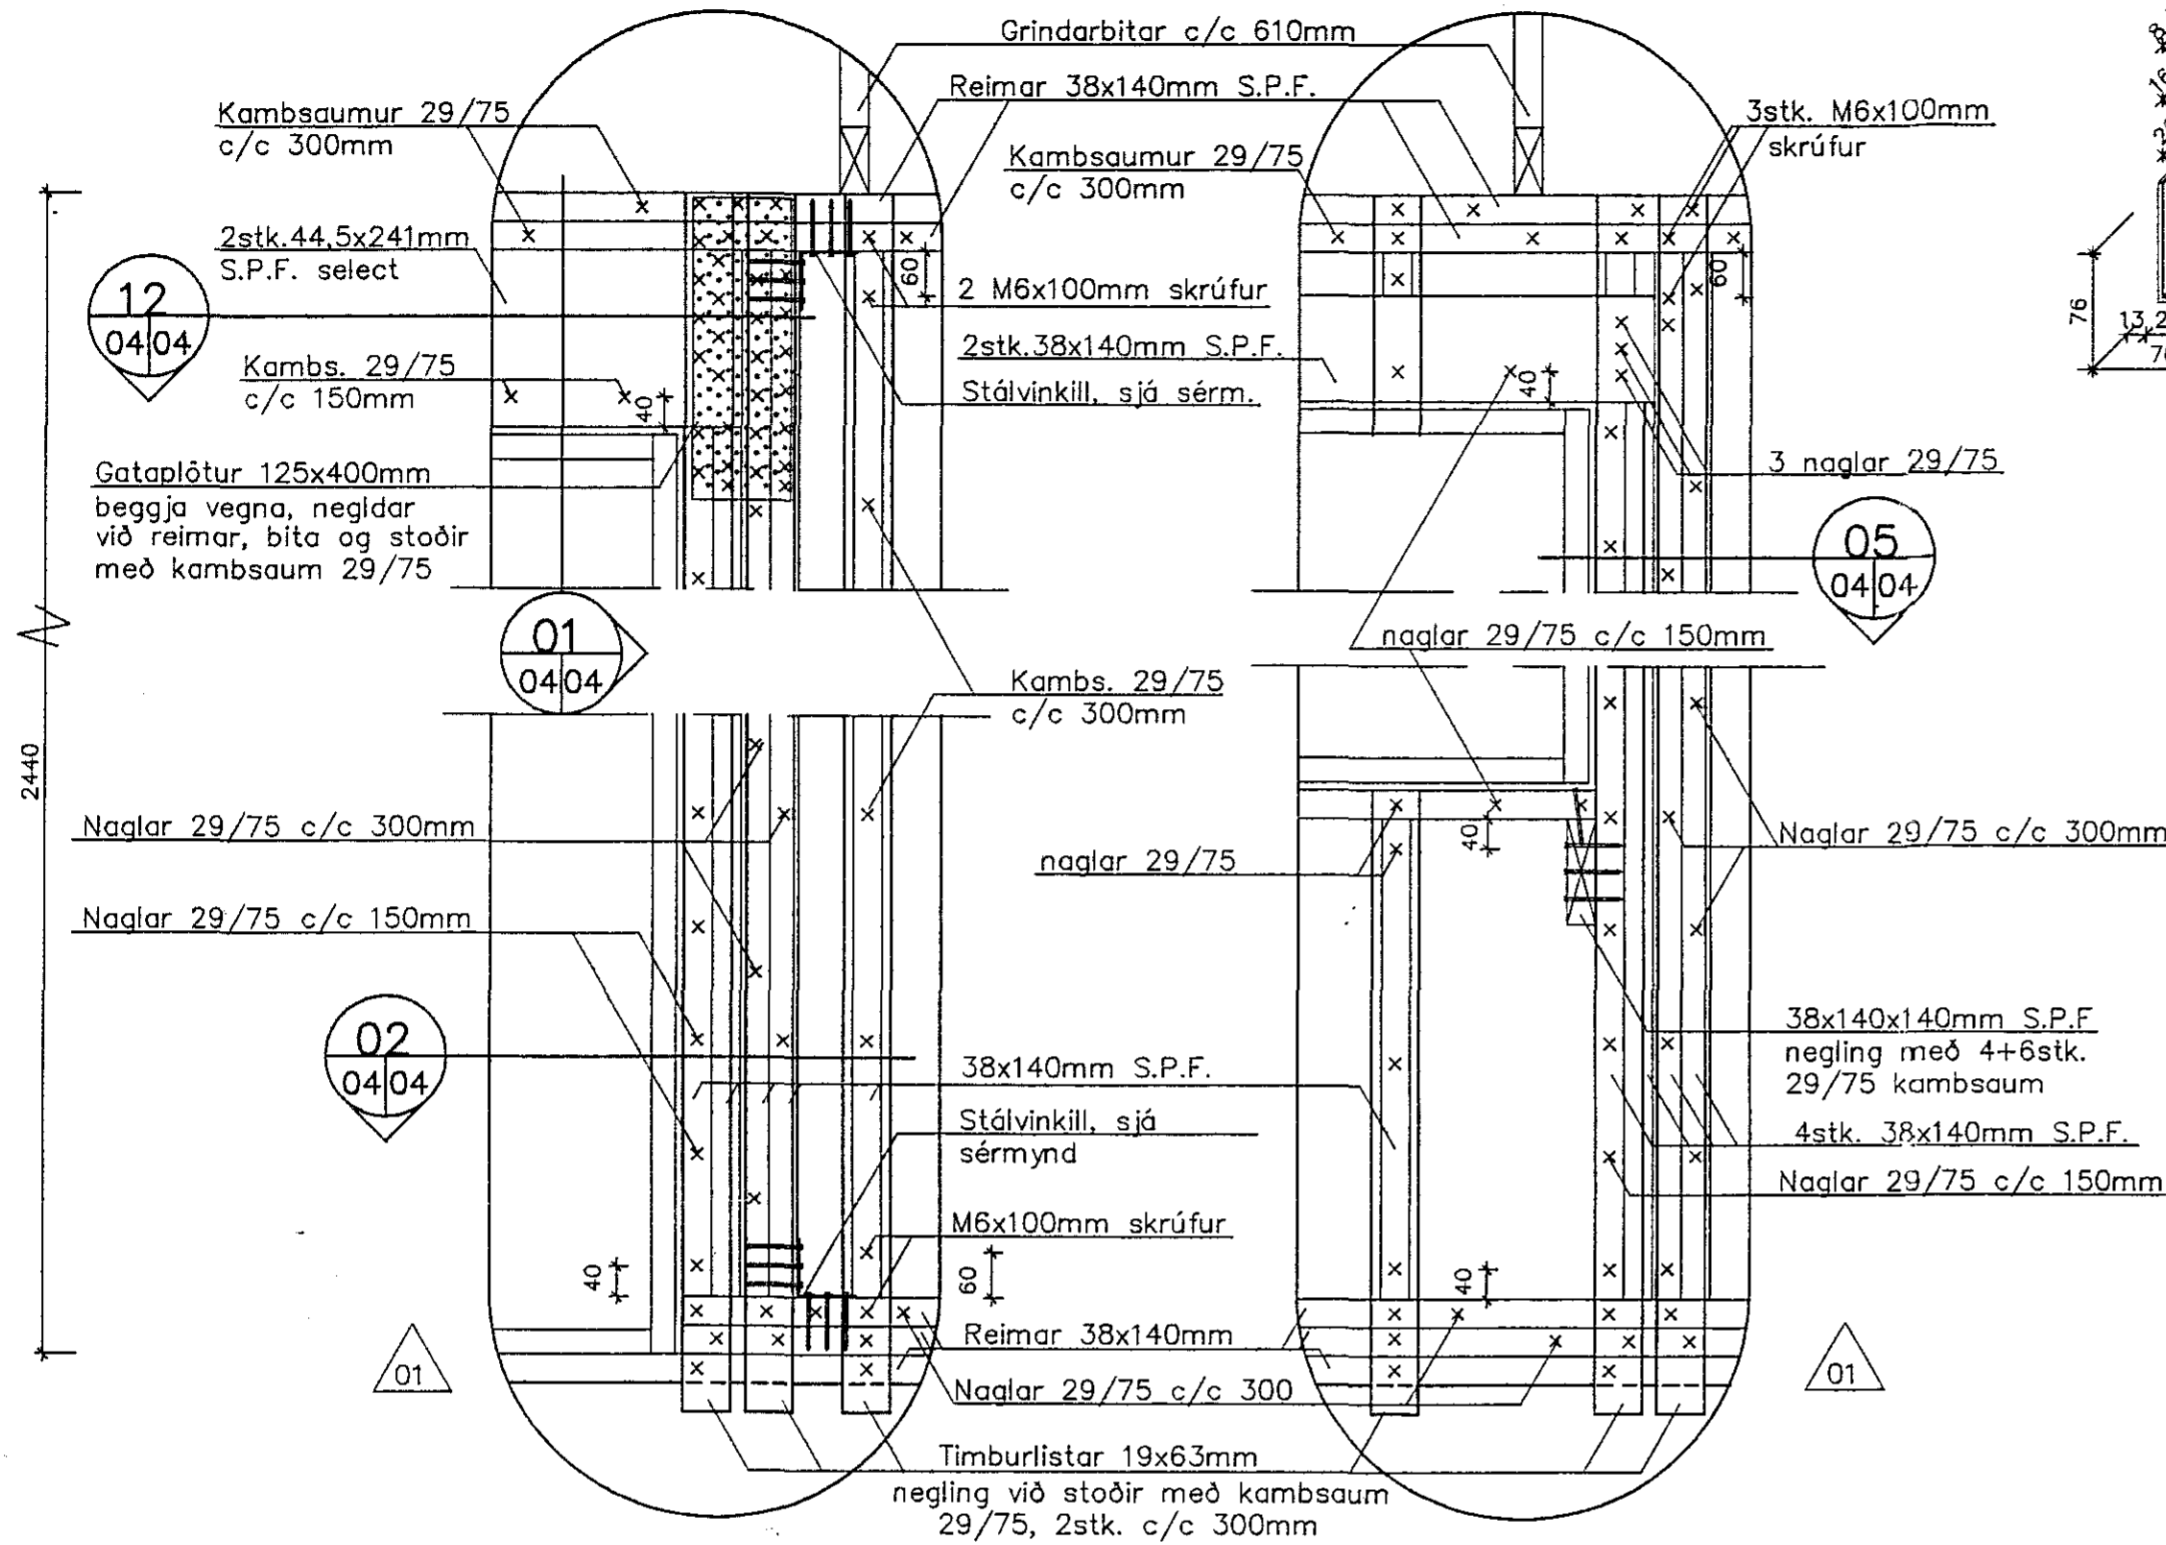 Grindarbitar c/c 610mm
Reimar 38x140mm S.P.F.
Kambsaumur 29/75
c/c 300mm
Kambsaumur 29/75
c/c 300mm
3stk. M6x100mm
skrúfur
2stk.44,5x241mm
S.P.F. select
12
04 04
60
2 M6x100mm skrúfur
60
76
13
Kambs. 29/75
c/c 150mm
40
2stk.38x140mm S.P.F.
Stálvinkill, sjá sérm.
40
Gataplötur 125x400mm
beggja vegna, negldar
við reimar, bita og stoðir
með kambsaum 29/75
3 naglar 29/75
05
04 04
01
04 04
naglar 29/75 c/c 150mm
Kambs. 29/75
c/c 300mm
2440
Naglar 29/75 c/c 300mm
naglar 29/75
40
Naglar 29/75 c/c 300mm
Naglar 29/75 c/c 150mm
02
04 04
38x140mm S.P.F.
38x140x140mm S.P.F
negling með 4+6stk.
29/75 kambsaum
Stálvinkill, sjá
sérmynd
4stk. 38x140mm S.P.F.
Naglar 29/75 c/c 150mm
M6x100mm skrúfur
40
60
40
Reimar 38x140mm
01
01
Naglar 29/75 c/c 300
Timburlistar 19x63mm
negling við stoðir með kambsaum
29/75, 2stk. c/c 300mm